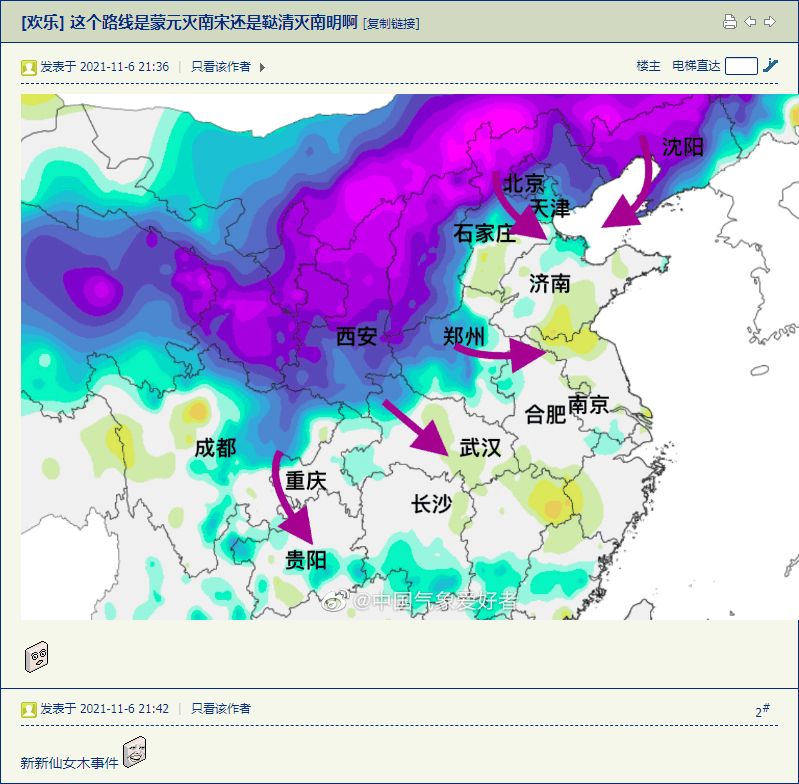 [欢乐] 这个路线是蒙元灭南宋还是鞑清灭南明啊 [复制链接]
发表于 2021-11-6 21:36 | 只看该作者 楼主 电梯直达
沈阳
北京
天津
石家庄
济南
西安 郑州
合肥 南京
成都 武汉
重庆
长沙
贵阳
@中国气象爱好者
发表于 2021-11-6 21:42 | 只看该作者 2#
新新仙女木事件